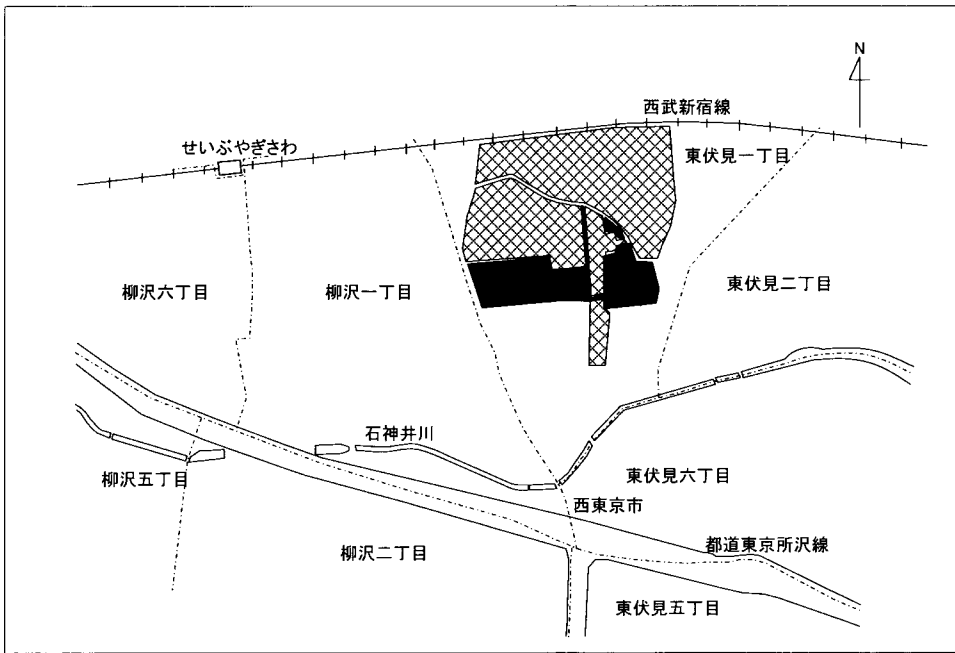 N
西武新宿線
せいぶやぎさわ
東伏見一丁目
柳沢六丁目
柳沢一丁目
東伏見二丁目
石神井川
柳沢五丁目
東伏見六丁目
西東京市
都道東京所沢線
柳沢二丁目
東伏見五丁目